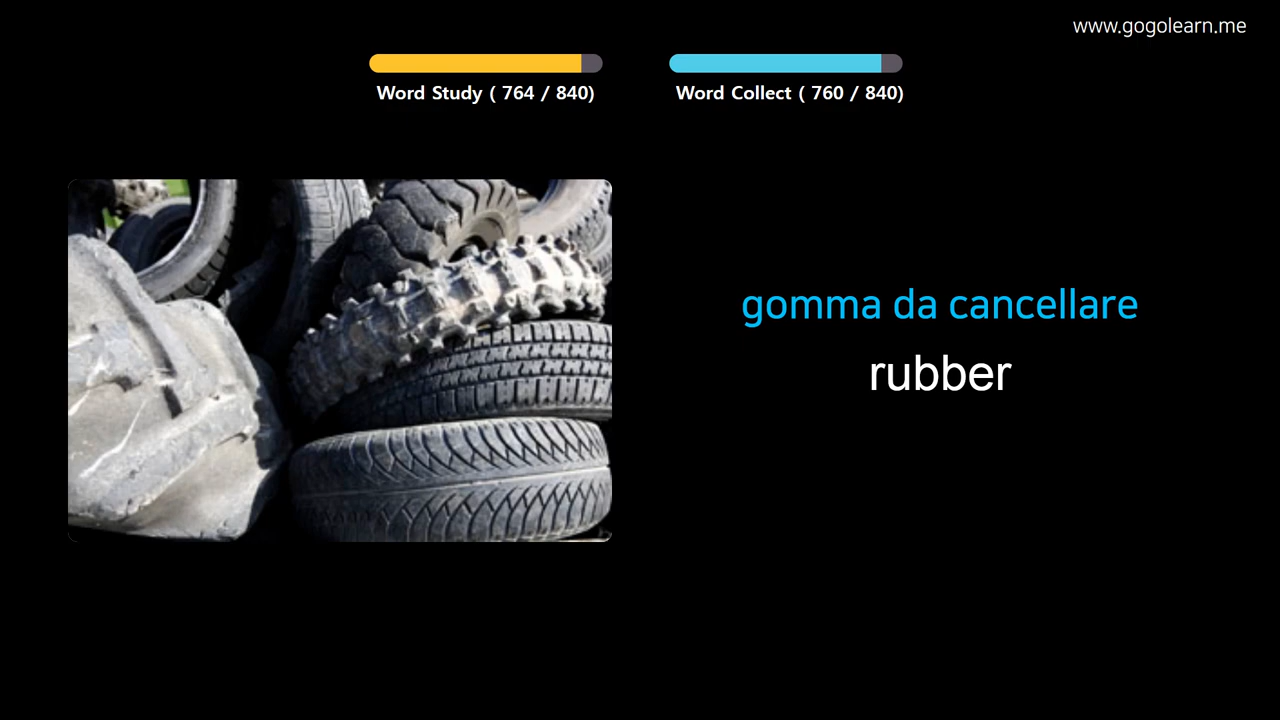 www.gogolearn.me
Word Study ( 764 / 840)
Word Collect ( 760 / 840)
gomma da cancellare
rubber